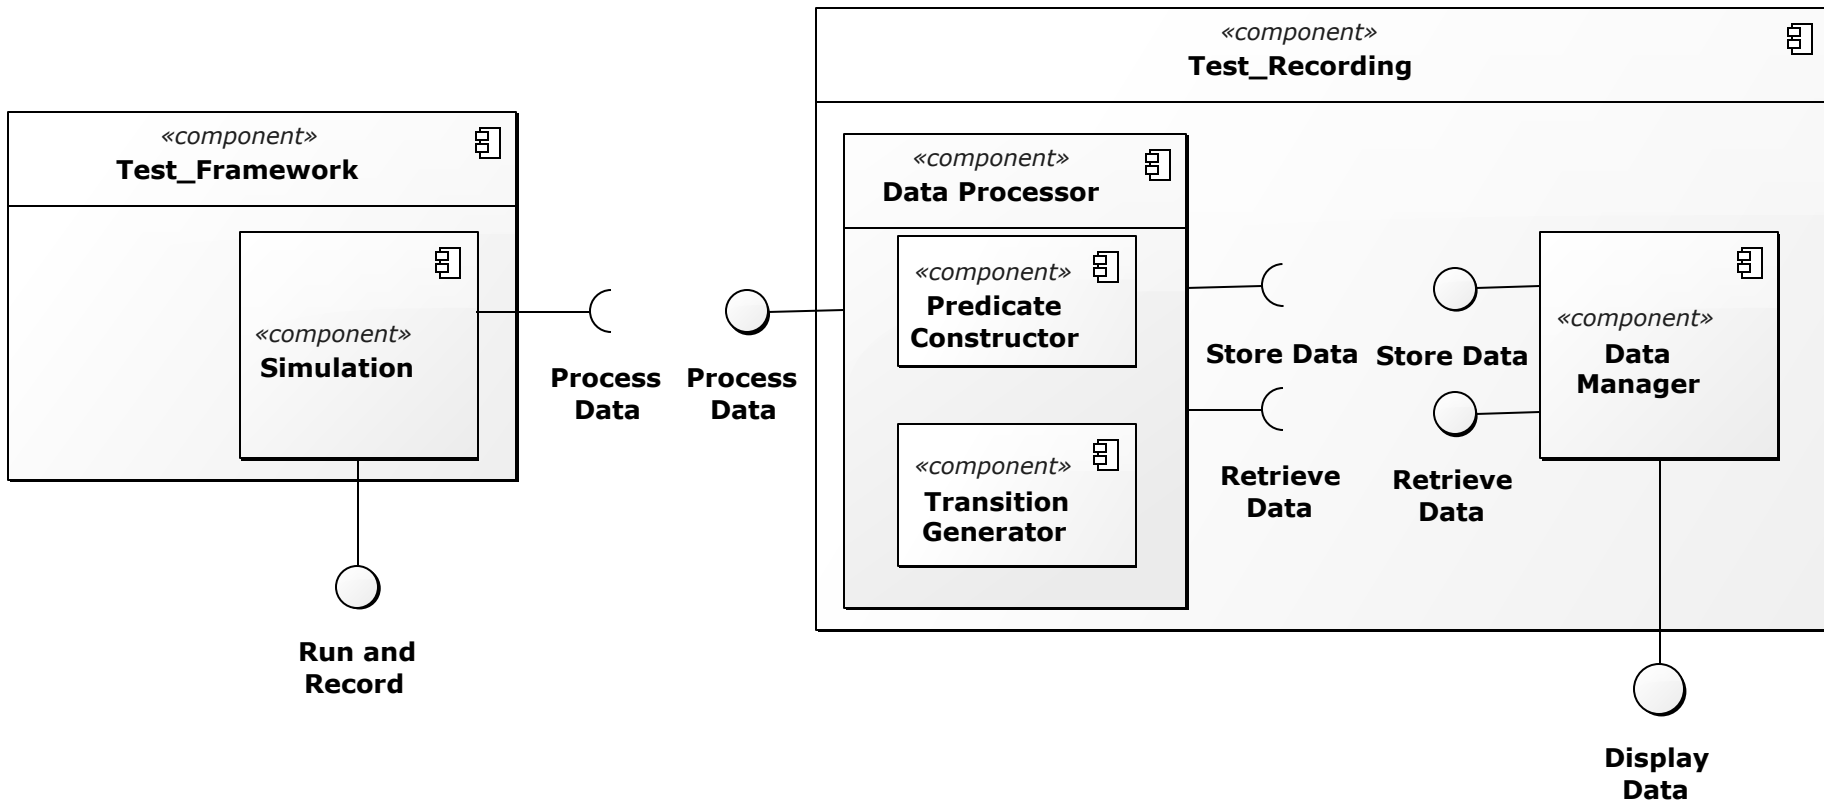 «component»
Test_Framework
«component»
Simulation
Process
Data
Run and
Record
«component»
Test_Recording
Process
Data
«component»
Data Processor
«component»
Predicate
Constructor
«component»
Transition
Generator
Store Data
Retrieve
Data
Store Data
Retrieve
Data
«component»
Data
Manager
Display
Data